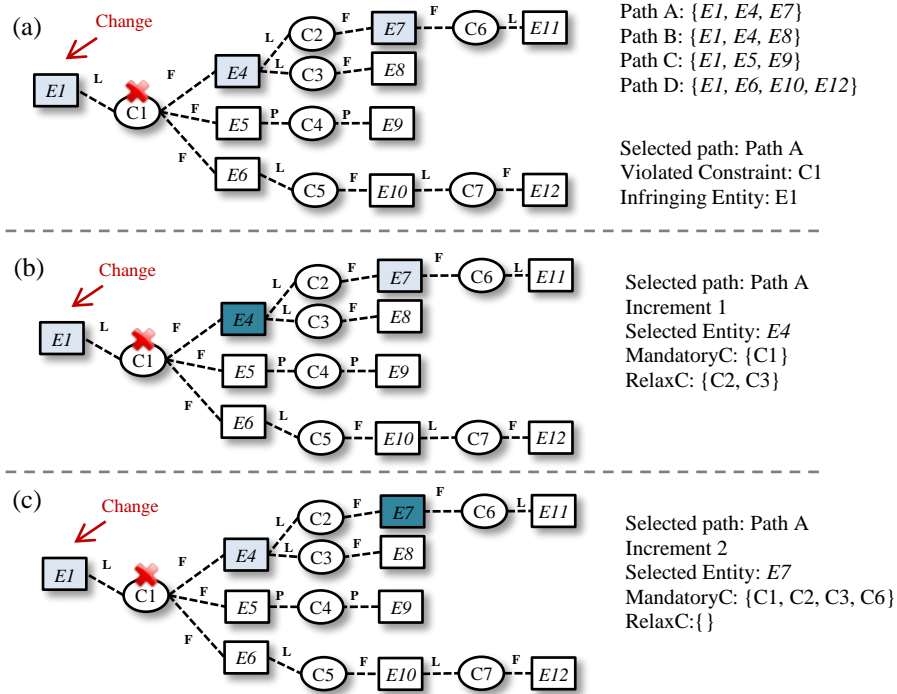 (a)
Change
E1
L
C1
F
F
F
E4
L
L
C2
F
E7
F
C6
L
E11
C3
F
E8
E5
P
C4
P
E9
E6
L
C5
F
E10
L
C7
F
E12
Path A: {E1, E4, E7}
Path B: {E1, E4, E8}
Path C: {E1, E5, E9}
Path D: {E1, E6, E10, E12}
Selected path: Path A
Violated Constraint: C1
Infringing Entity: E1
(b)
Change
E1
L
C1
F
F
F
E4
L
L
C2
F
E7
F
C6
L
E11
C3
F
E8
E5
P
C4
P
E9
E6
L
C5
F
E10
L
C7
F
E12
Selected path: Path A
Increment 1
Selected Entity: E4
MandatoryC: {C1}
RelaxC: {C2, C3}
(c)
Change
E1
L
C1
F
F
F
E4
L
L
C2
F
E7
F
C6
L
E11
C3
F
E8
E5
P
C4
P
E9
E6
L
C5
F
E10
L
C7
F
E12
Selected path: Path A
Increment 2
Selected Entity: E7
MandatoryC: {C1, C2, C3, C6}
RelaxC:{}